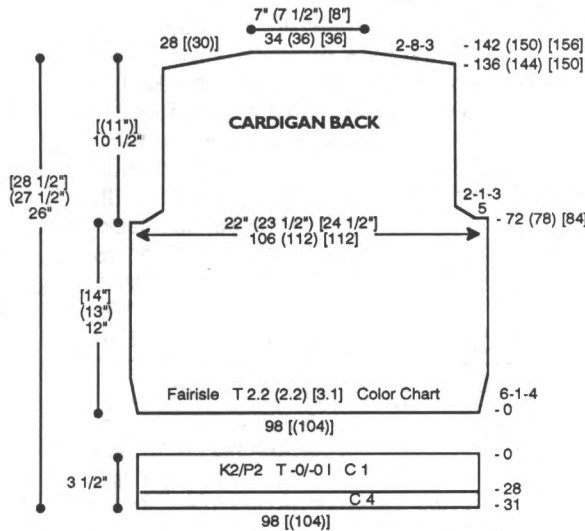 7" (7 1/2") [8"]
28 [(30)]
34 (36) [36]
2-8-3
- 142 (150) [156]
- 136 (144) [150]
CARDIGAN BACK
[(11")]
10 1/2"
[28 1/2"]
(27 1/2")
26"
2-1-3
5
- 72 (78) [84]
22" (23 1/2") [24 1/2"]
106 (112) [112]
[14"]
(13")
12"
Fairisle T 2.2 (2.2) [3.1] Color Chart
6-1-4
- 0
98 [(104)]
- 0
K2/P2 T -0/-0 I C 1
3 1/2"
- 28
C 4
- 31
98 [(104)]